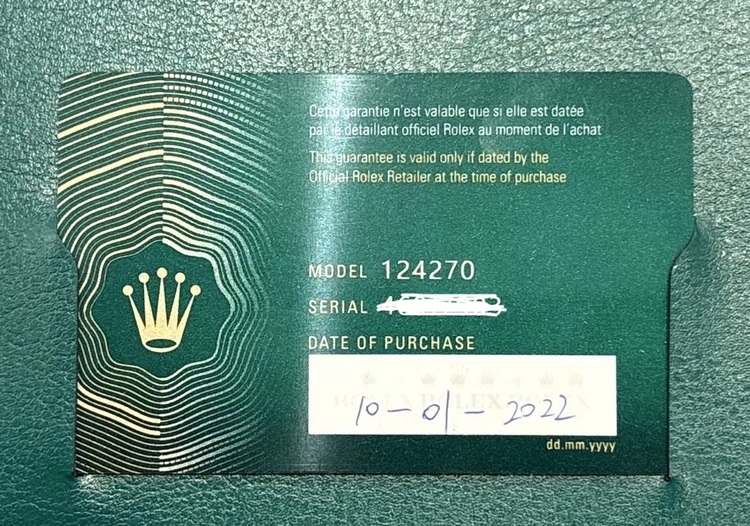 Cette garantie n'est valable que si elle est datée
par le détaillant officiel Rolex au moment de l'achat
This guarantee is valid only if dated by the
Official Rolex Retailer at the time of purchase
MODEL 124270
SERIAL
DATE OF PURCHASE
ROLEX ROLEX ROLEX
10-01-2022
dd.mm.yyyy